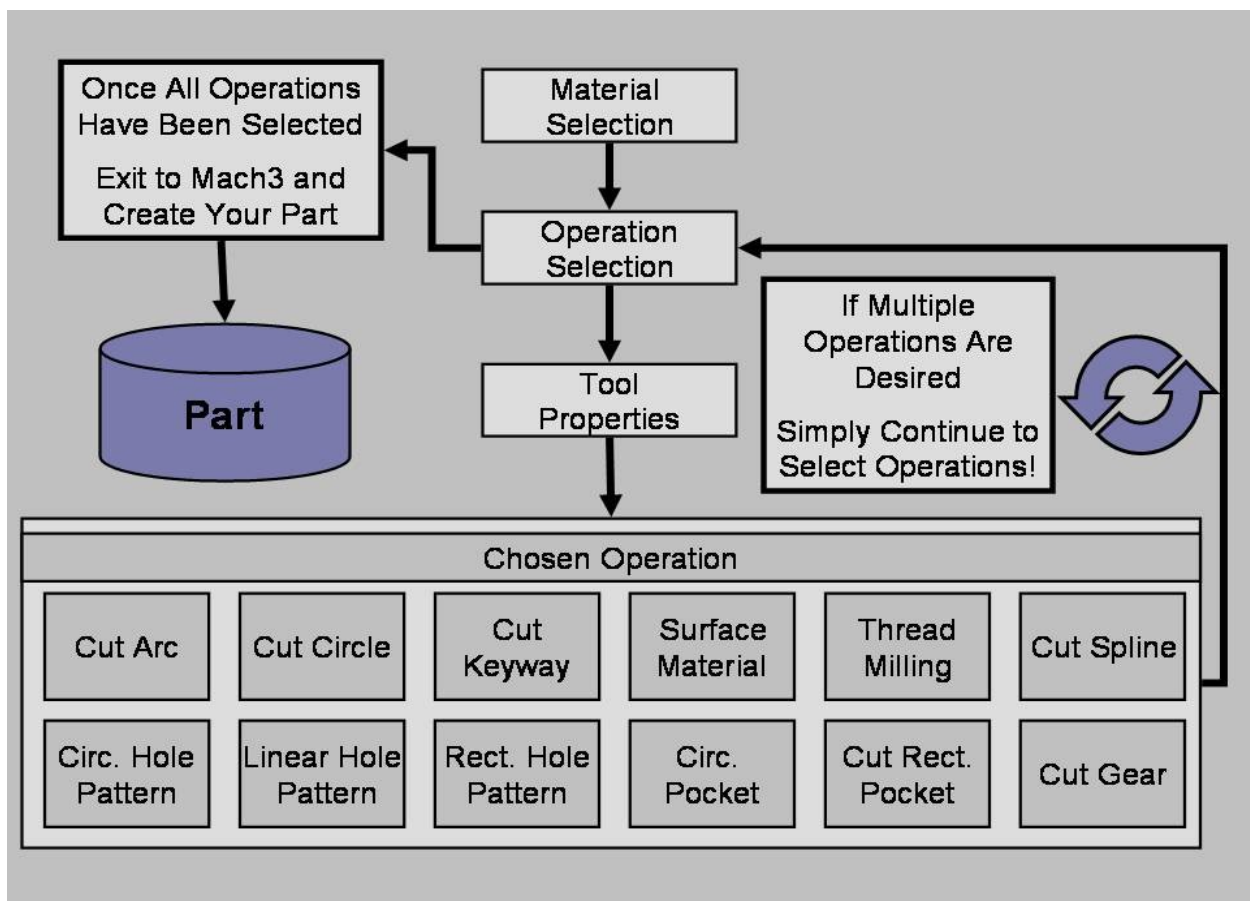 Once All Operations
Have Been Selected
Exit to Mach3 and
Create Your Part
Material
Selection
Operation
Selection
Tool
Properties
If Multiple
Operations Are
Desired
Simply Continue to
Select Operations!
Part
Chosen Operation
Cut Arc
Cut Circle
Cut
Keyway
Surface
Material
Thread
Milling
Cut Spline
Circ. Hole
Pattern
Linear Hole
Pattern
Rect. Hole
Pattern
Circ.
Pocket
Cut Rect.
Pocket
Cut Gear